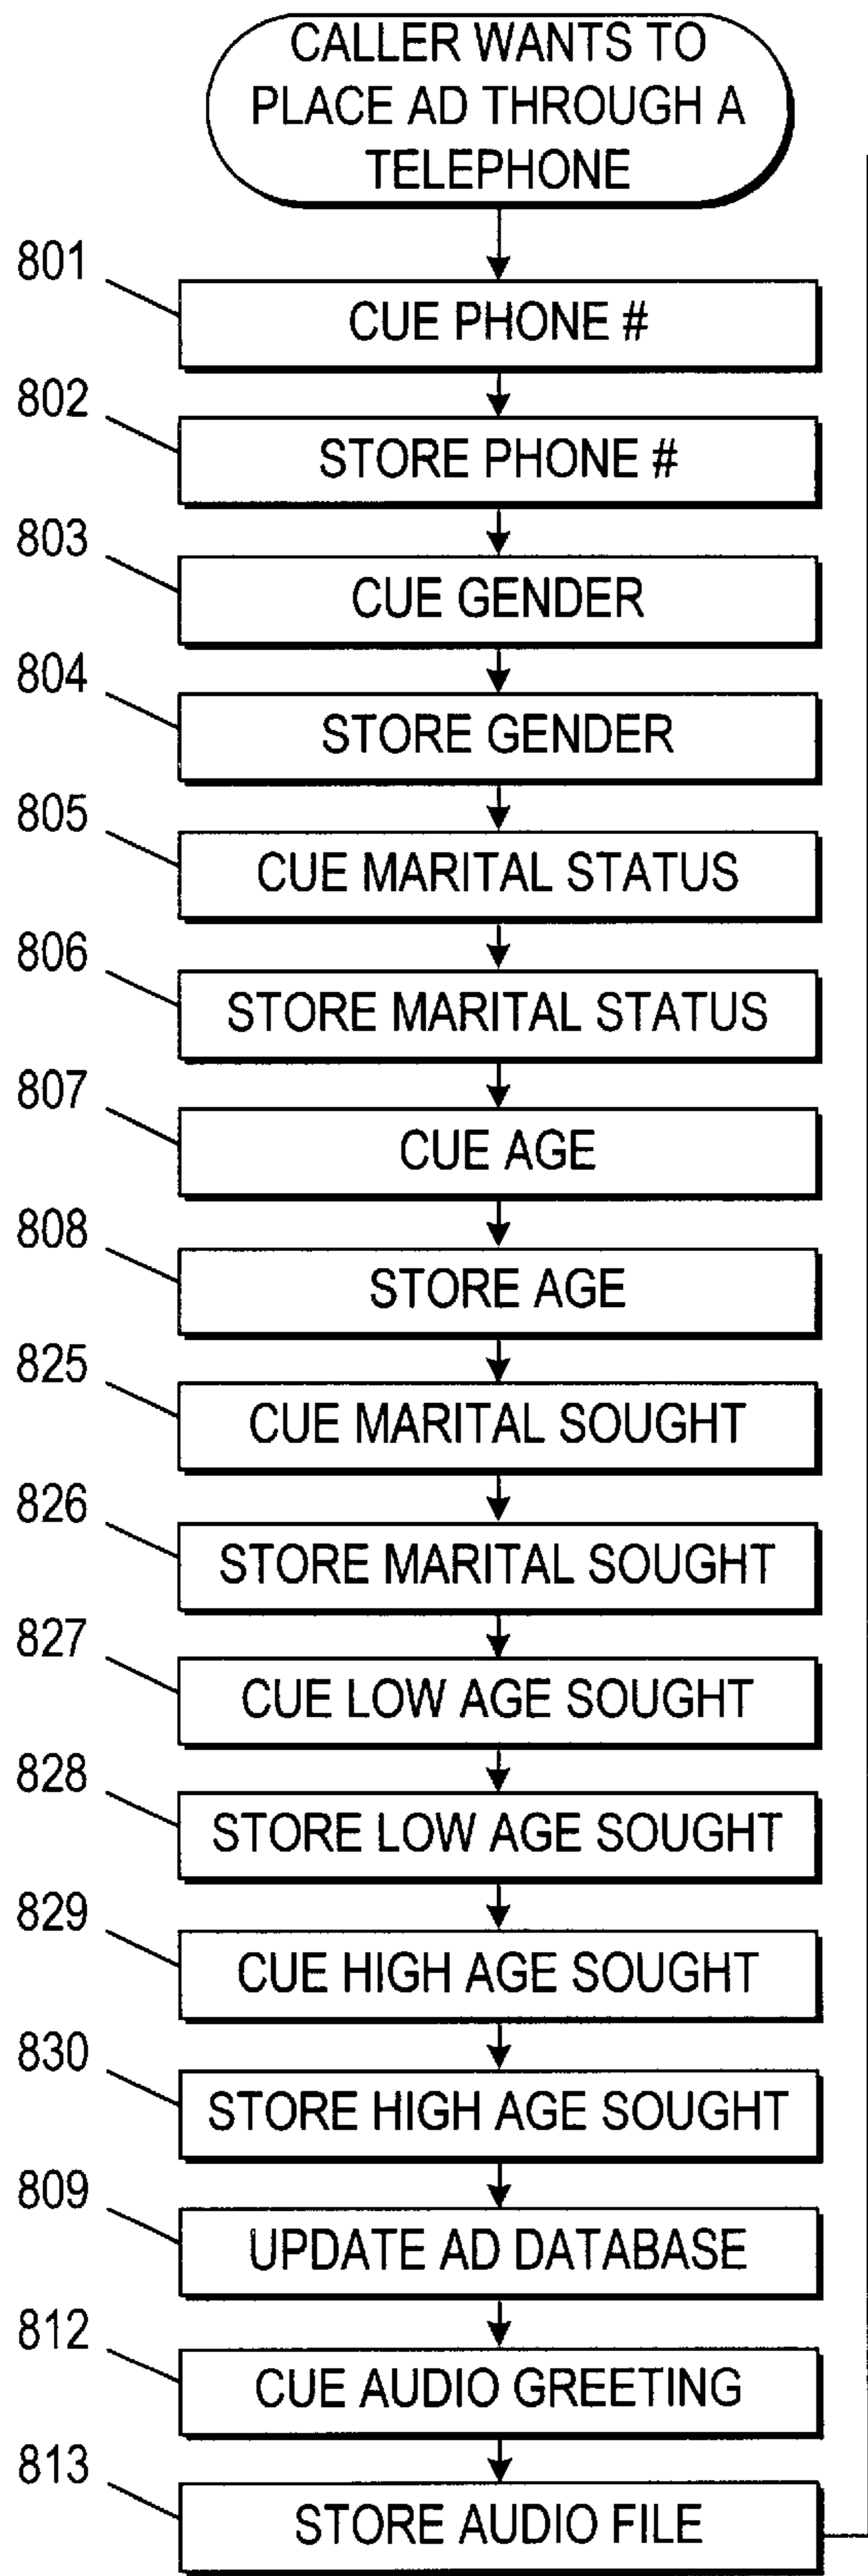 CALLER WANTS TO
PLACE AD THROUGH A
TELEPHONE
801
CUE PHONE #
802
STORE PHONE #
803
CUE GENDER
804
STORE GENDER
805
CUE MARITAL STATUS
806
STORE MARITAL STATUS
807
CUE AGE
808
STORE AGE
825
CUE MARITAL SOUGHT
826
STORE MARITAL SOUGHT
827
CUE LOW AGE SOUGHT
828
STORE LOW AGE SOUGHT
829
CUE HIGH AGE SOUGHT
830
STORE HIGH AGE SOUGHT
809
UPDATE AD DATABASE
812
CUE AUDIO GREETING
813
STORE AUDIO FILE